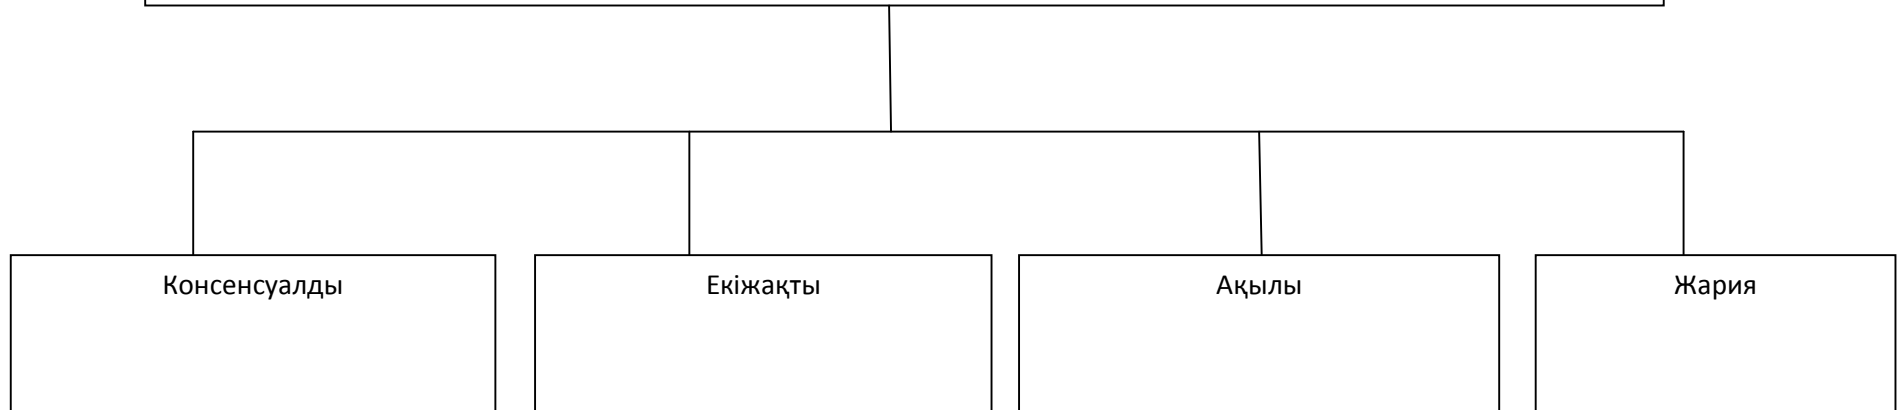 Консенсуалды
Екіжақты
Ақылы
Жария